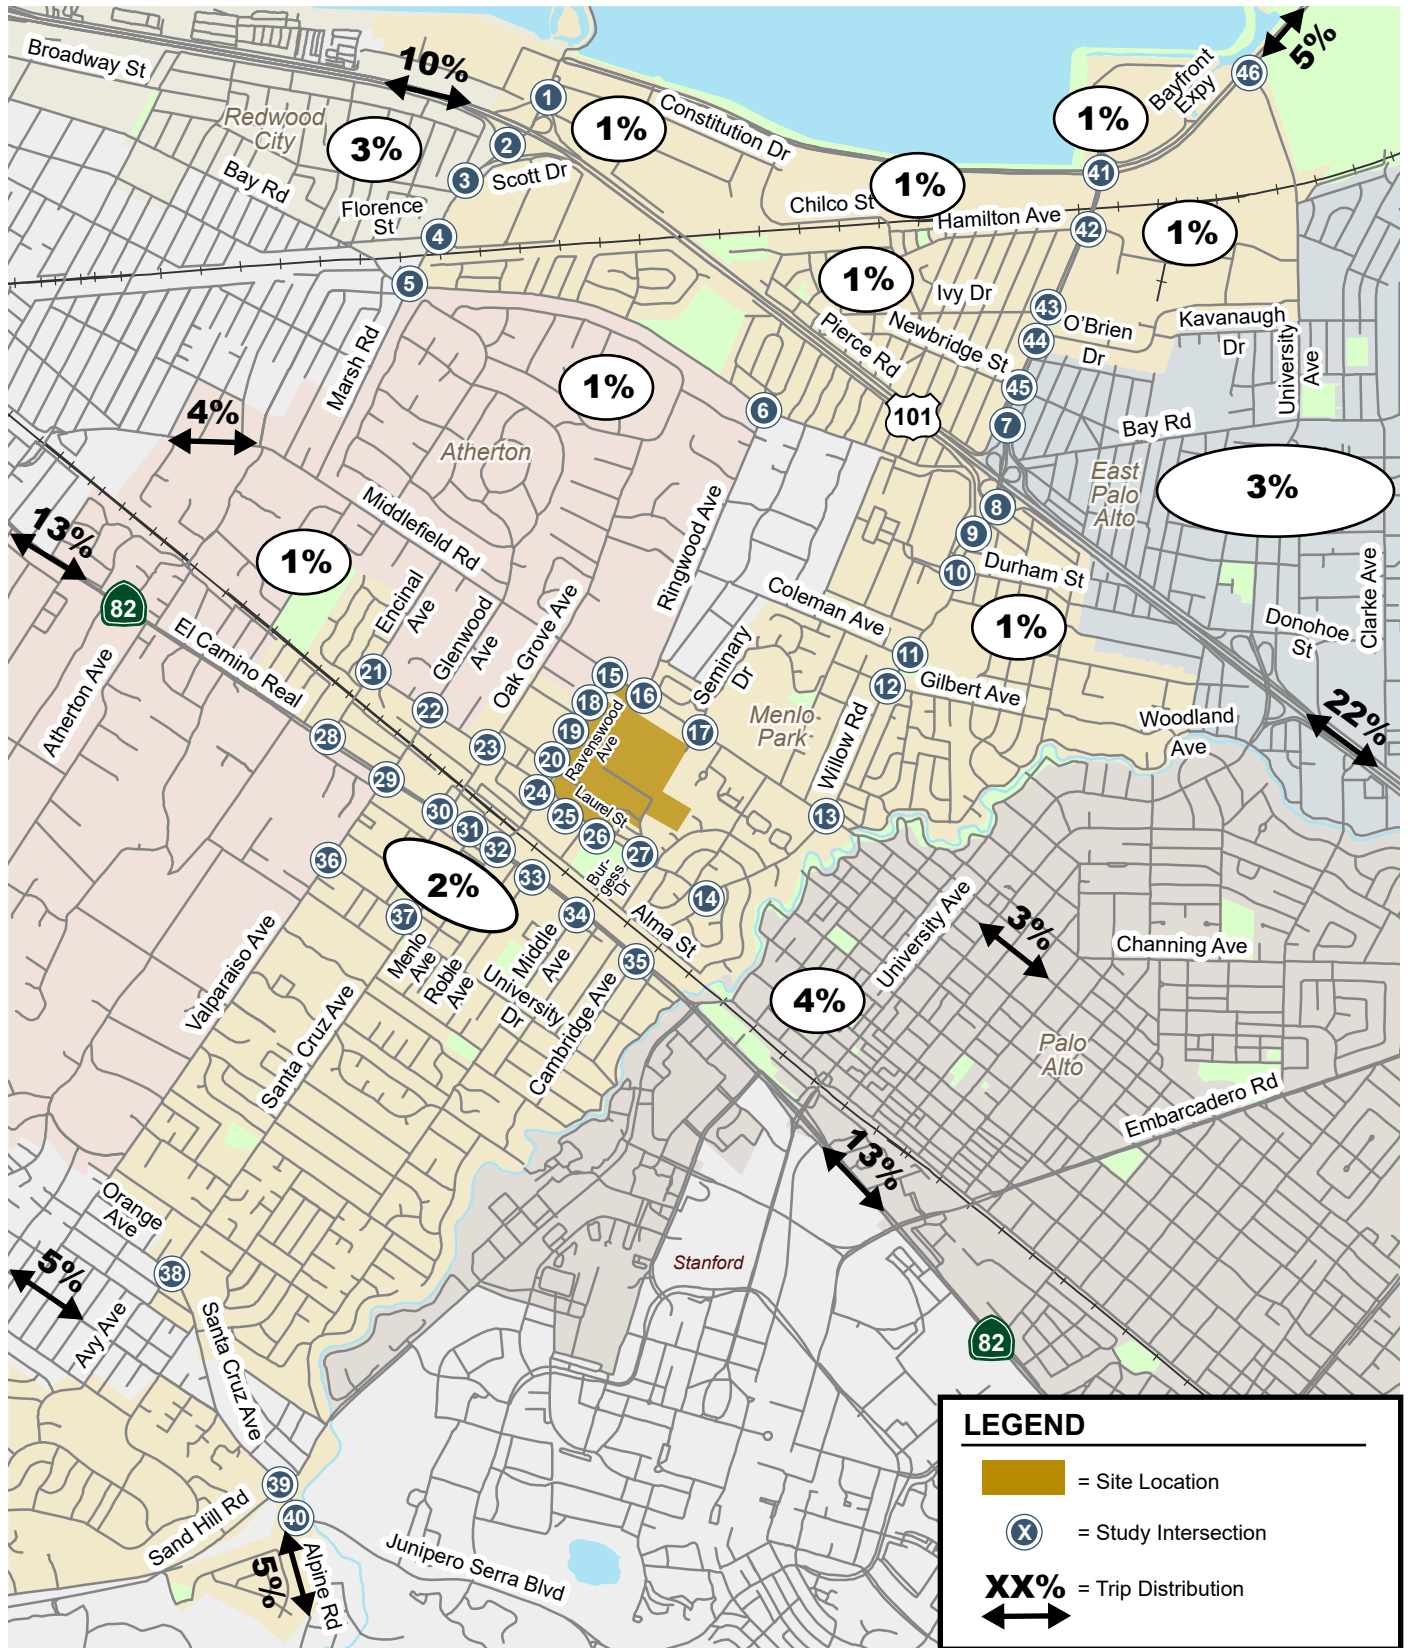 Broadway St
10%
5%
46
Bayfront
Expy
1
Constitution Dr
1%
1%
Redwood
City
3%
2
Scott Dr
3
Bay Rd
Florence
St
4
5
41
1%
Chilco St
Hamilton Ave
42
1%
1%
Ivy Dr
43
O'Brien
Dr
44
Kavanaugh
Dr
University
Ave
Newbridge St
Pierce Rd
45
101
7
Bay Rd
Marsh Rd
1%
6
4%
Atherton
East
Palo
Alto
3%
Middlefield Rd
Ringwood Ave
8
9
10
Durham St
13%
1%
82
Encinal
Ave
Glenwood
Ave
Oak Grove Ave
Coleman Ave
1%
Donohoe
St
Clarke Ave
El Camino Real
Atherton Ave
21
22
23
15
16
18
19
20
17
Ravenswood
Ave
Seminary
Dr
11
12
Gilbert Ave
Menlo
Park
Willow Rd
Woodland
Ave
22%
28
29
30
31
32
33
24
25
26
27
Laurel St
Bur-
gess
Dr
13
14
36
2%
37
34
35
Alma St
Menlo
Ave
Roble
Ave
University
Dr
Middle
Ave
Cambridge Ave
Valparaiso Ave
Santa Cruz Ave
University Ave
3%
Channing Ave
4%
Palo
Alto
Embarcadero Rd
13%
Orange
Ave
38
5%
Avy Ave
Santa Cruz Ave
Stanford
82
39
40
Sand Hill Rd
5%
Alpine Rd
Junipero Serra Blvd
LEGEND
= Site Location
X
= Study Intersection
XX%
= Trip Distribution